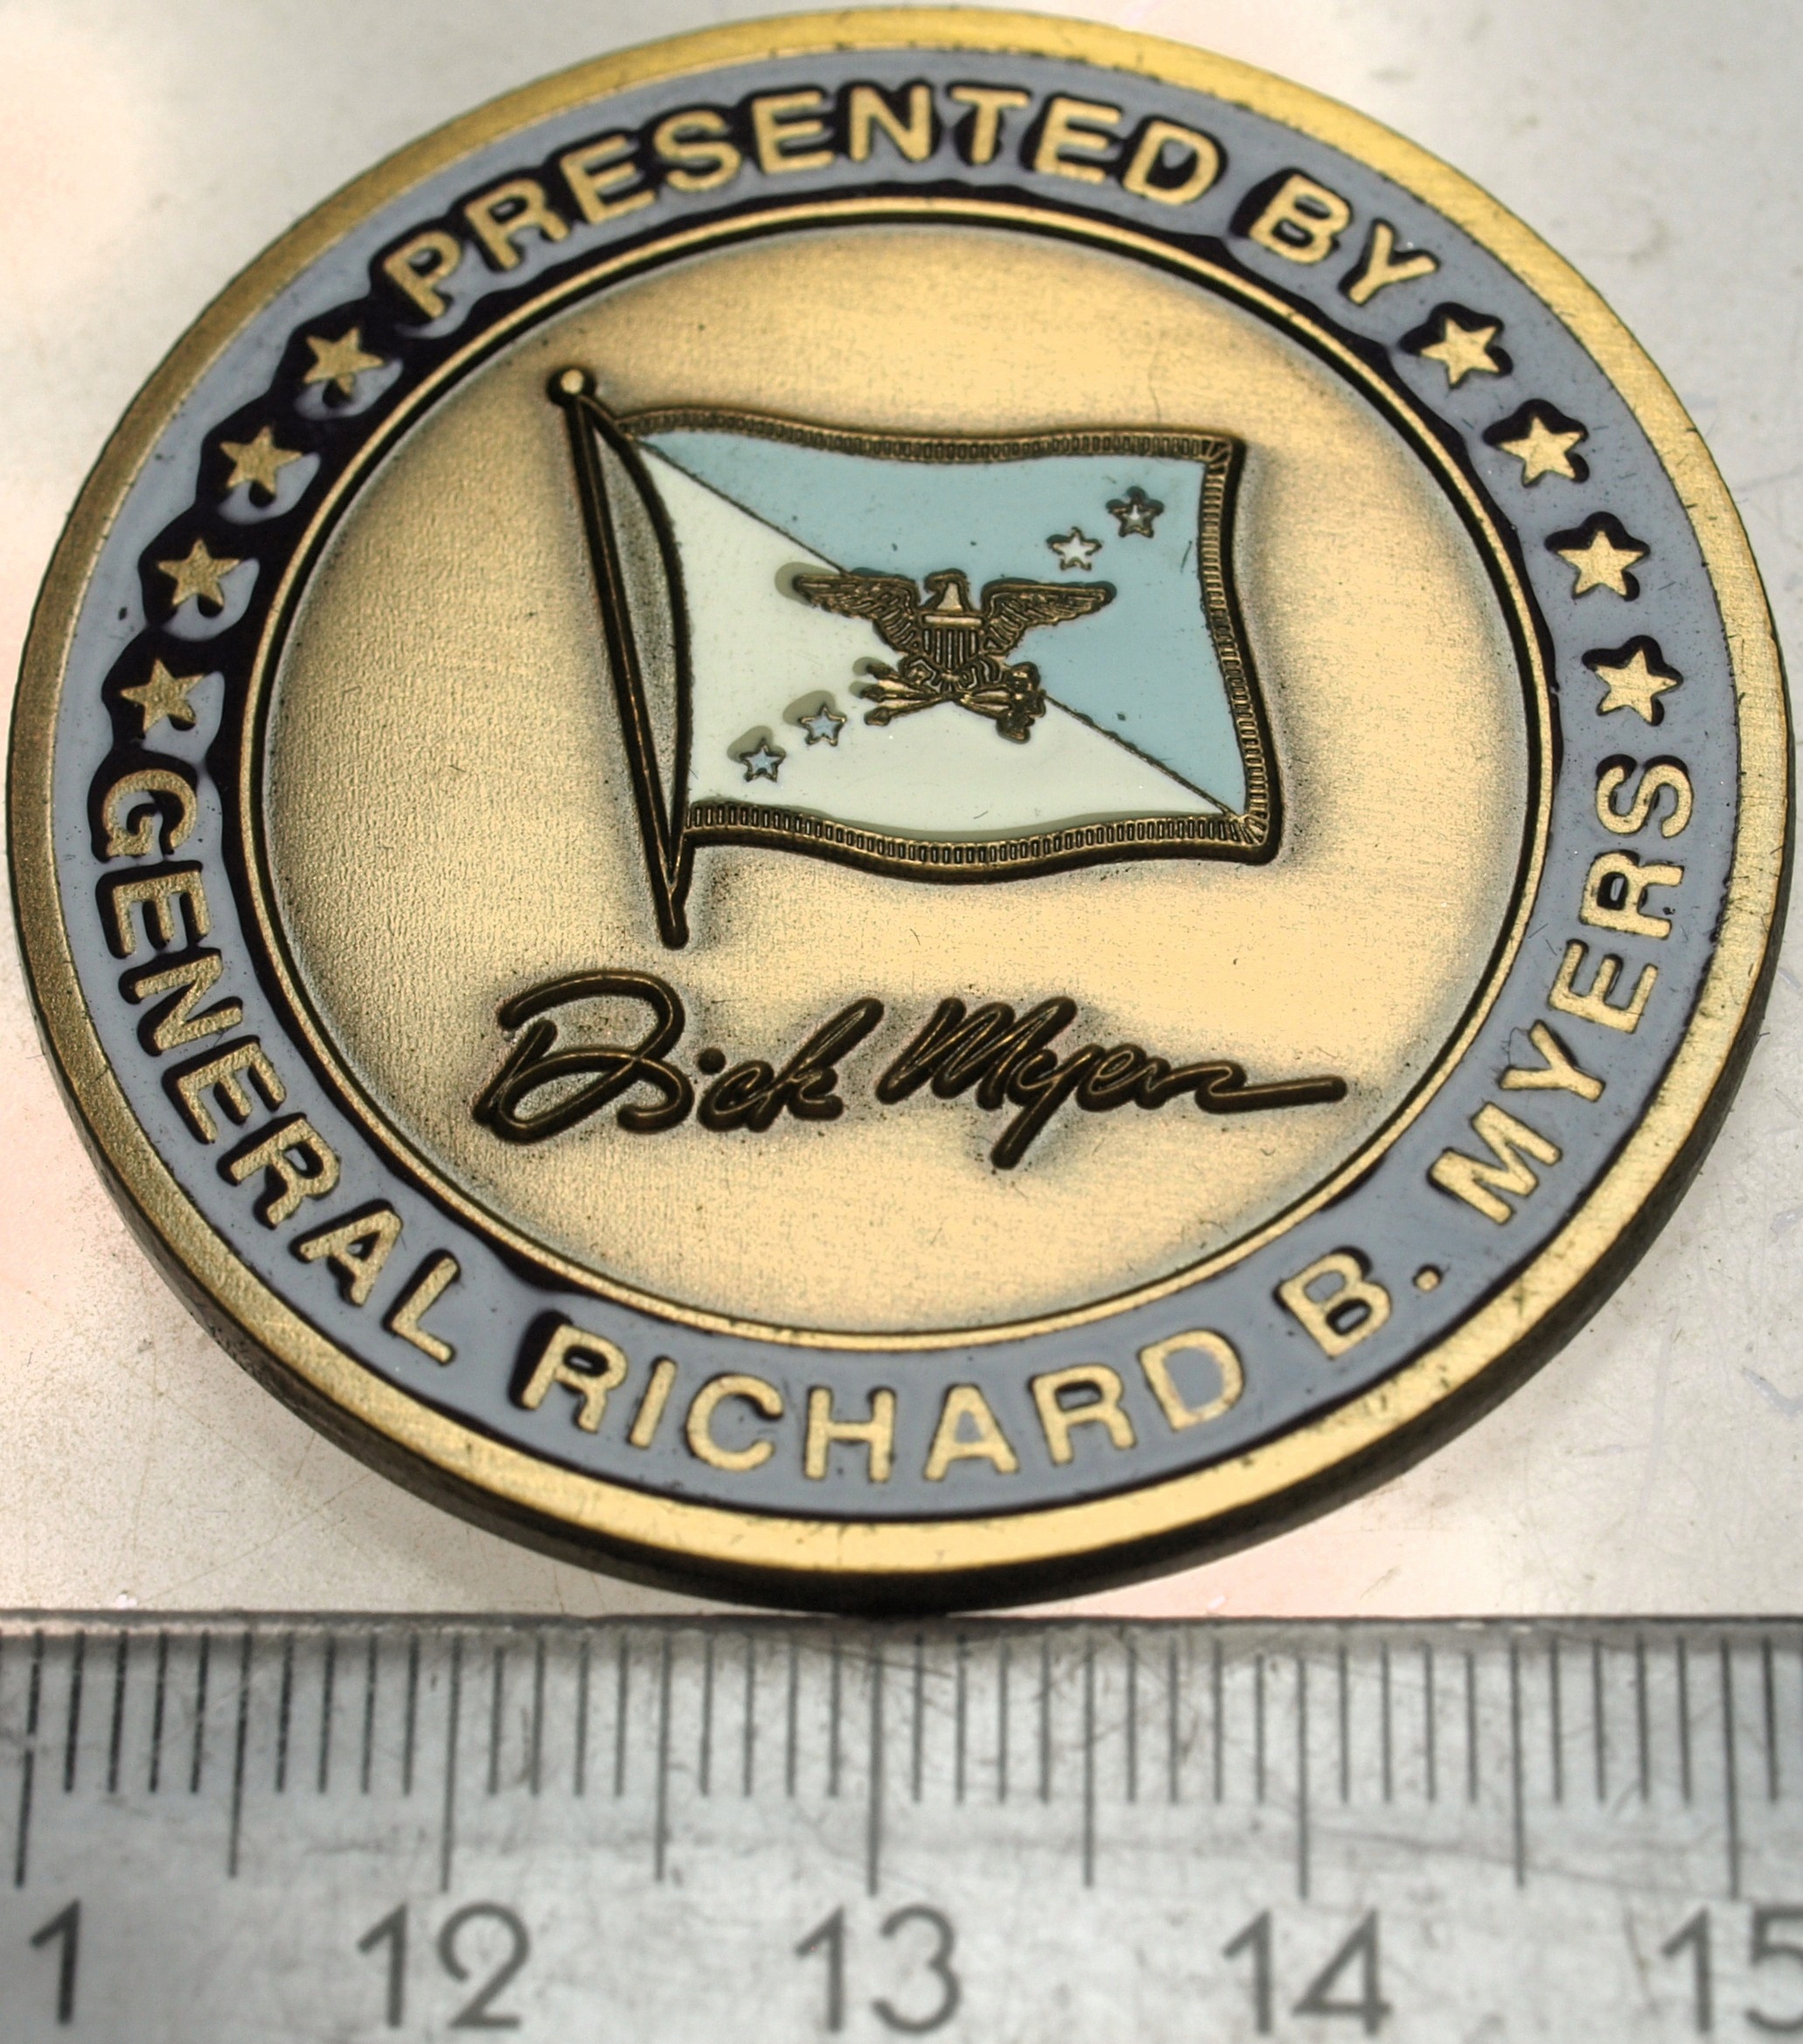 PRESENTED BY
Dick Myers
GENERAL RICHARD B. MYERS
1 12 13 14 15